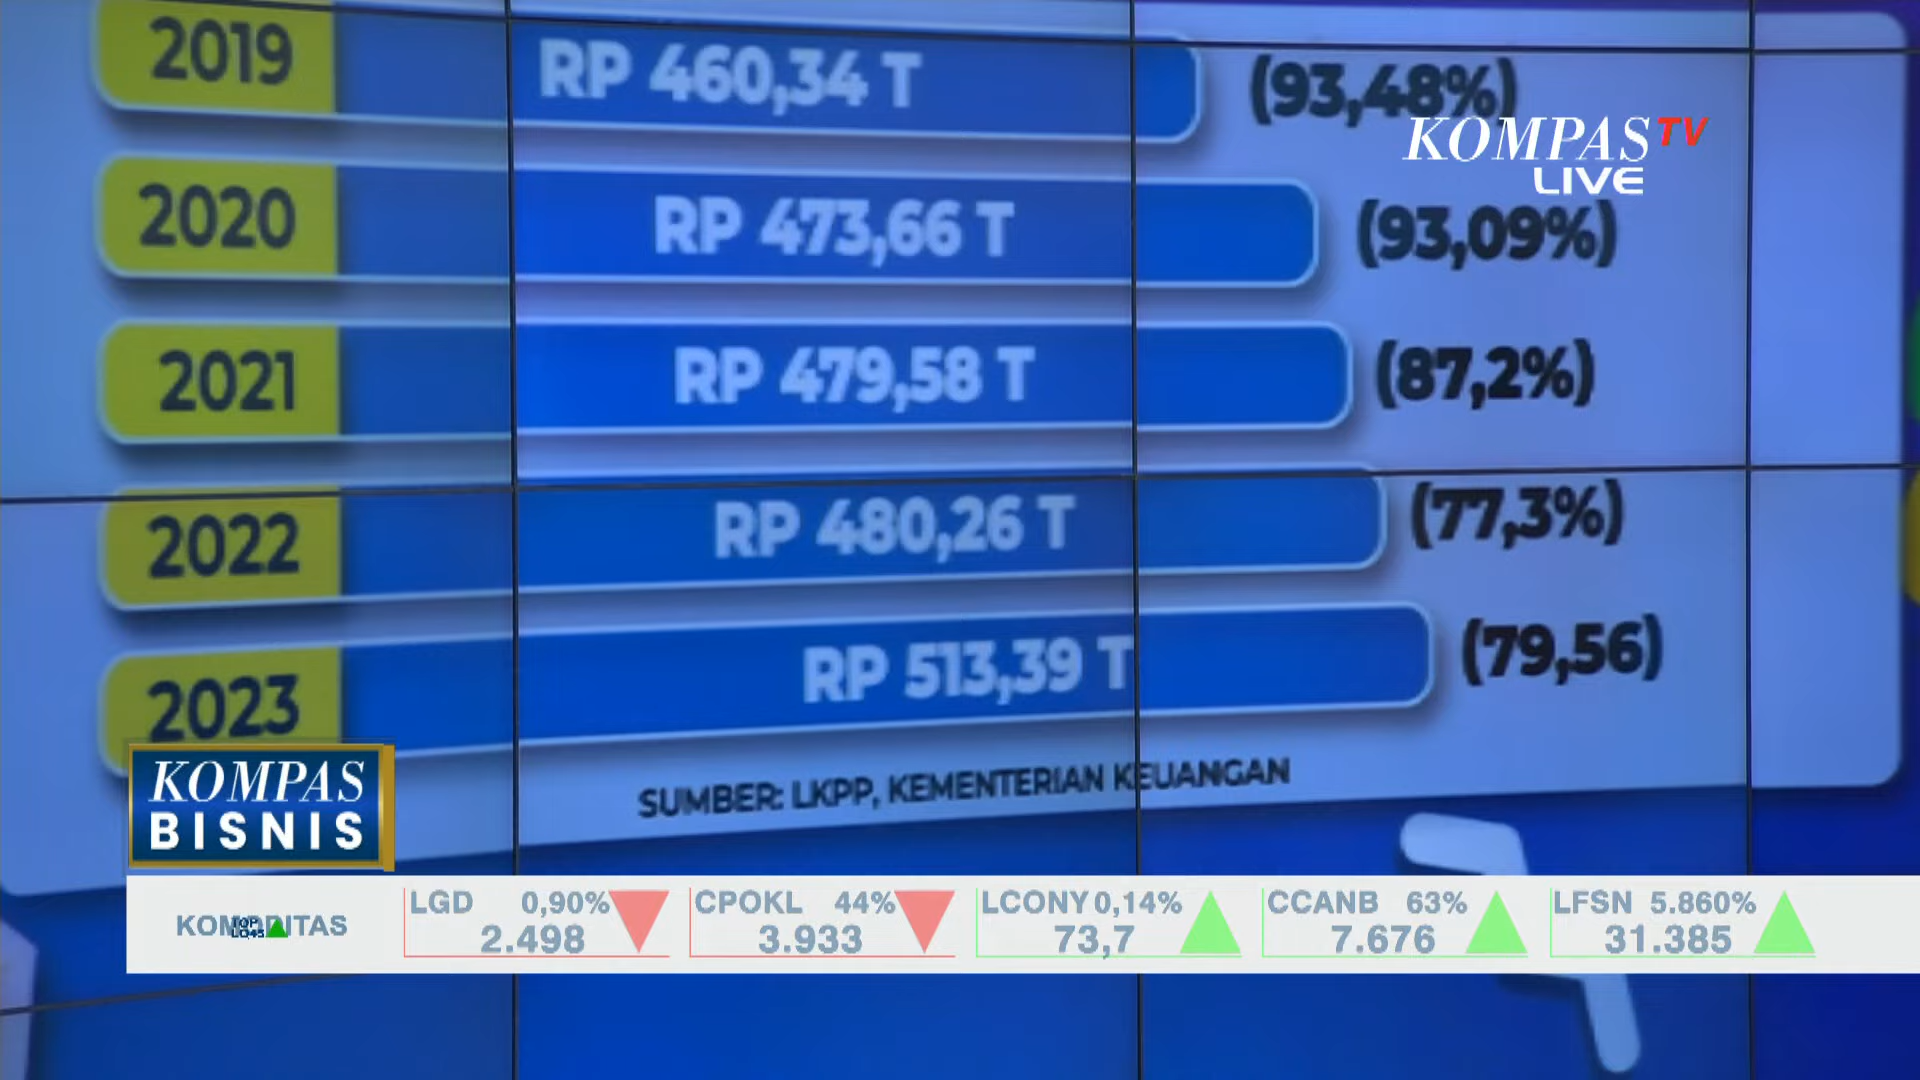 2019 RP 460,34 T (93,48%)
KOMPAS TV
LIVE
2020 RP 473,66 T (93,09%)
2021 RP 479,58 T (87,2%)
2022 RP 480,26 T (77,3%)
2023 RP 513,39 T (79,56)
SUMBER: LKPP, KEMENTERIAN KEUANGAN
KOMPAS
BISNIS
KOMODITAS
LGD 0,90%
2.498
CPOKL 44%
3.933
LCONY 0,14%
73,7
CCANB 63%
7.676
LFSN 5.860%
31.385